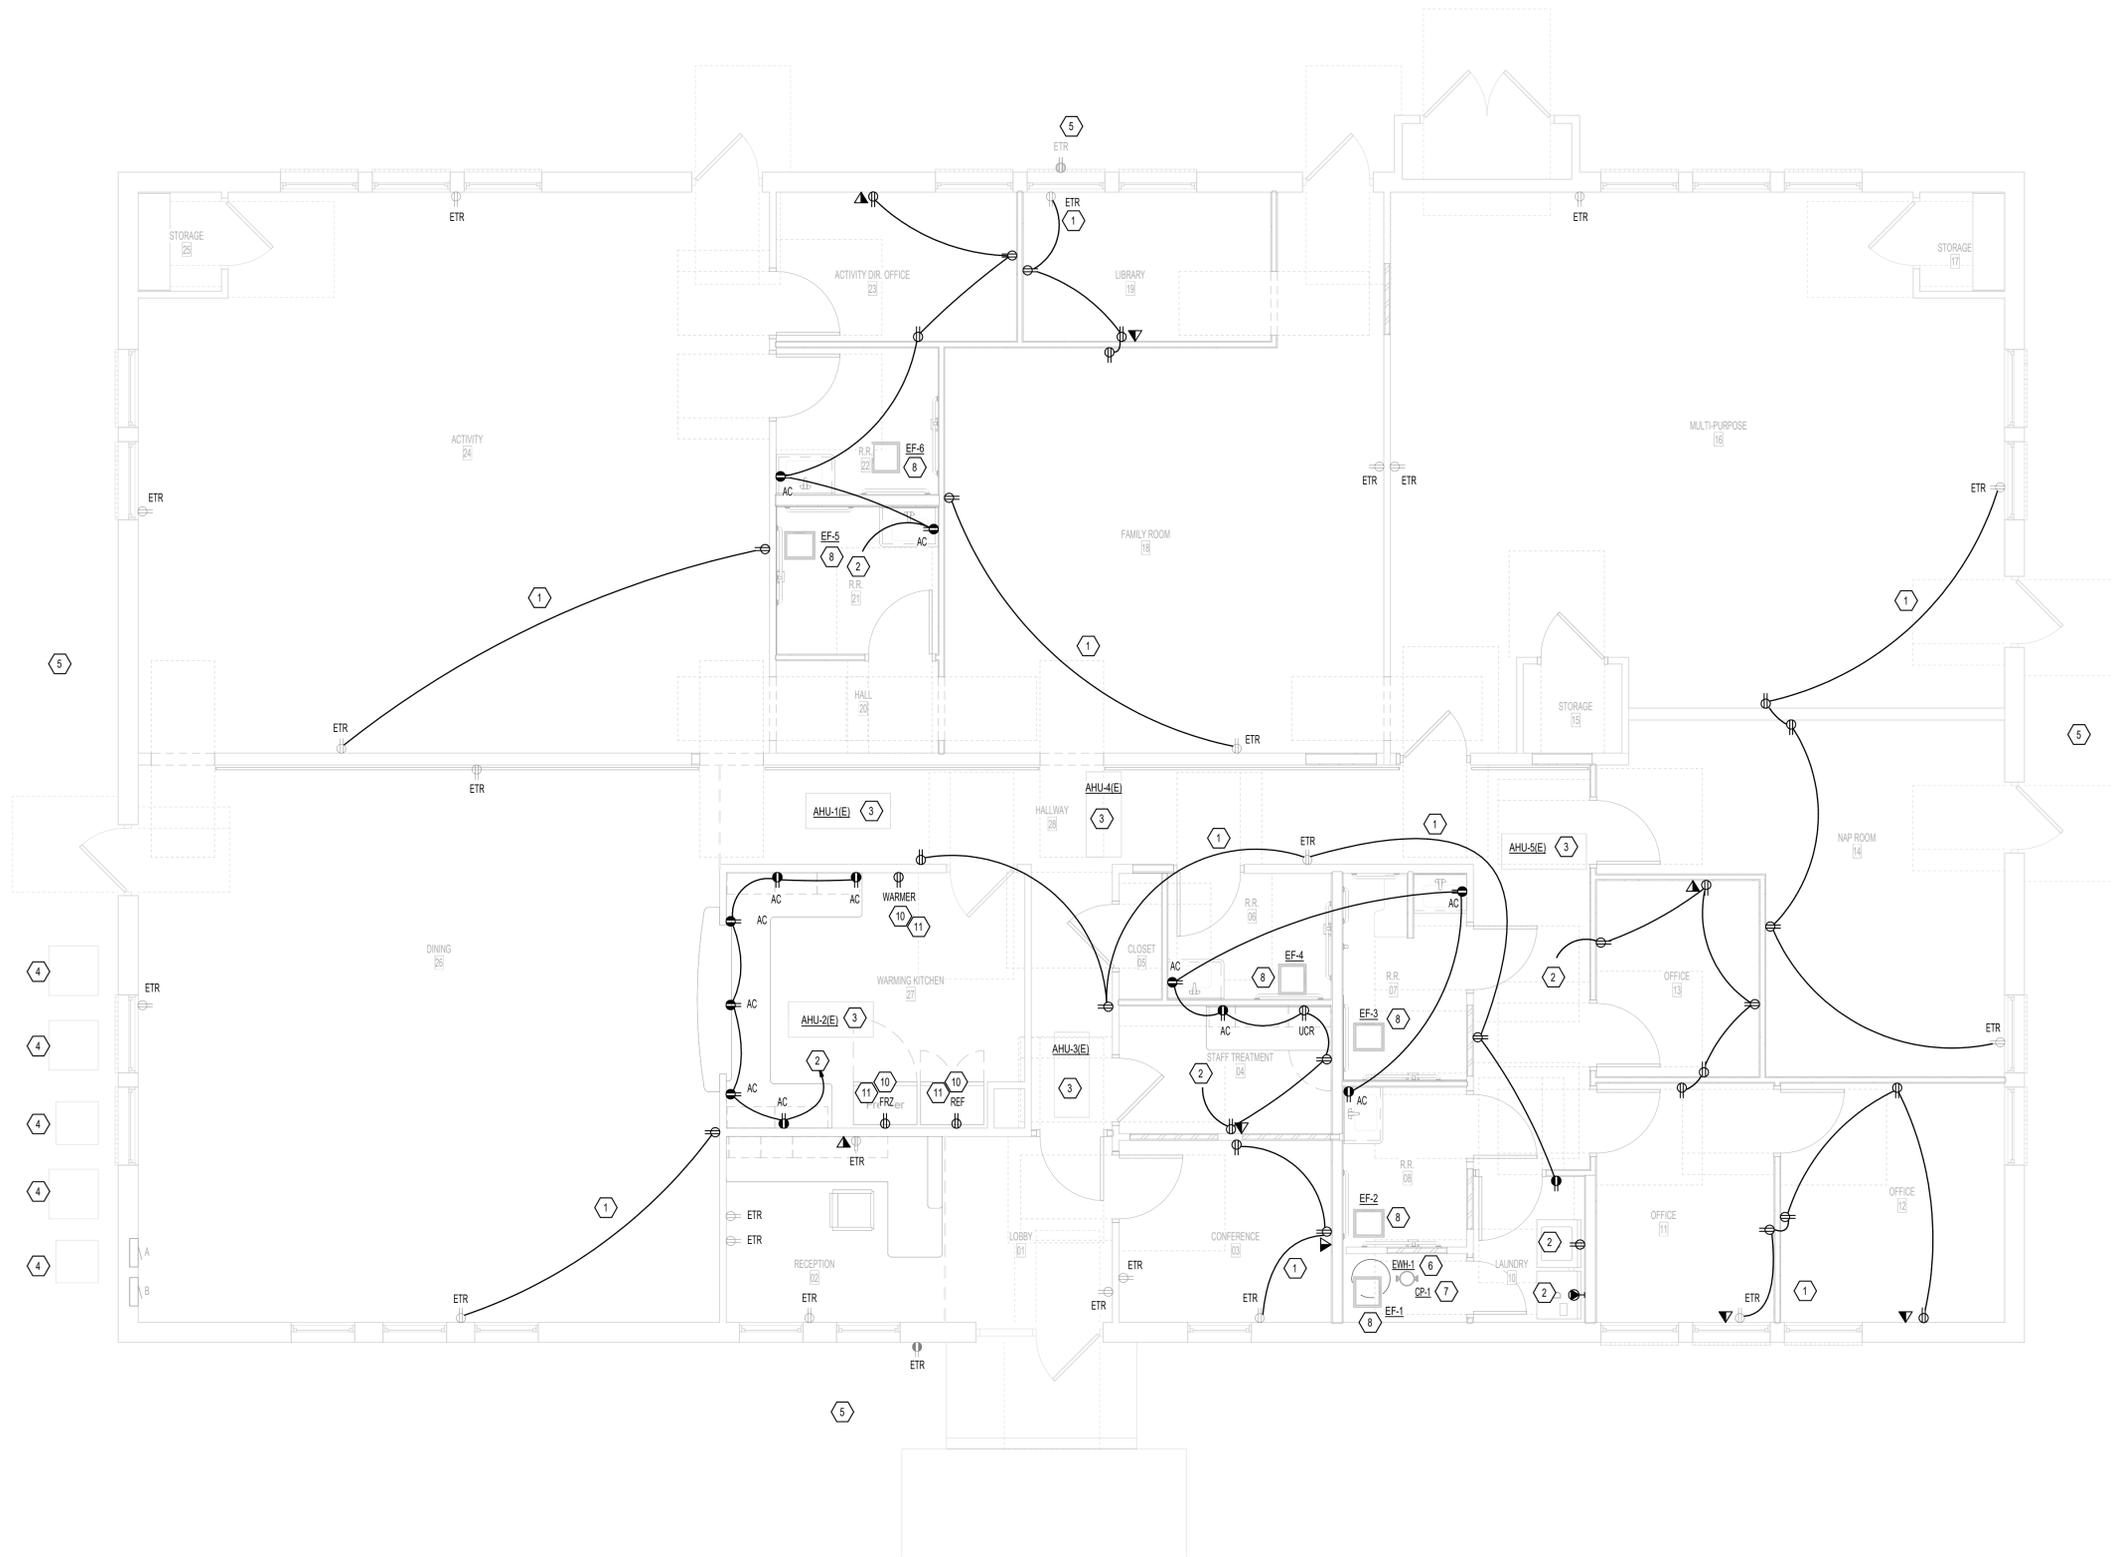 5
ETR
ETR
ETR
1
ETR
STORAGE
25
ACTIVITY DIR. OFFICE
23
LIBRARY
19
STORAGE
17
ACTIVITY
24
MULTI-PURPOSE
16
R.R.
22
EF-6
8
ETR
ETR
ETR
ETR
AC
EF-5
8
2
AC
R.R.
21
FAMILY ROOM
18
1
1
1
5
HALL
20
STORAGE
15
ETR
ETR
5
ETR
AHU-4(E)
3
AHU-1(E)
3
HALLWAY
28
1
1
ETR
AHU-5(E)
3
NAP ROOM
14
AC
AC
WARMER
10
11
AC
R.R.
06
AC
DINING
26
CLOSET
05
EF-4
8
AC
R.R.
07
2
OFFICE
13
4
WARMING KITCHEN
27
ETR
AC
AHU-2(E)
3
EF-3
8
AC
UCR
ETR
4
AHU-3(E)
3
STAFF TREATMENT
04
2
2
11
10
11
10
AC
AC
FRZ
REF
AC
4
ETR
R.R.
08
4
1
EF-2
8
OFFICE
12
OFFICE
11
ETR
ETR
LOBBY
01
CONFERENCE
03
2
A
4
RECEPTION
02
ETR
1
EWH-1
6
LAUNDRY
10
B
CP-1
7
2
1
ETR
ETR
ETR
ETR
EF-1
8
ETR
ETR
5